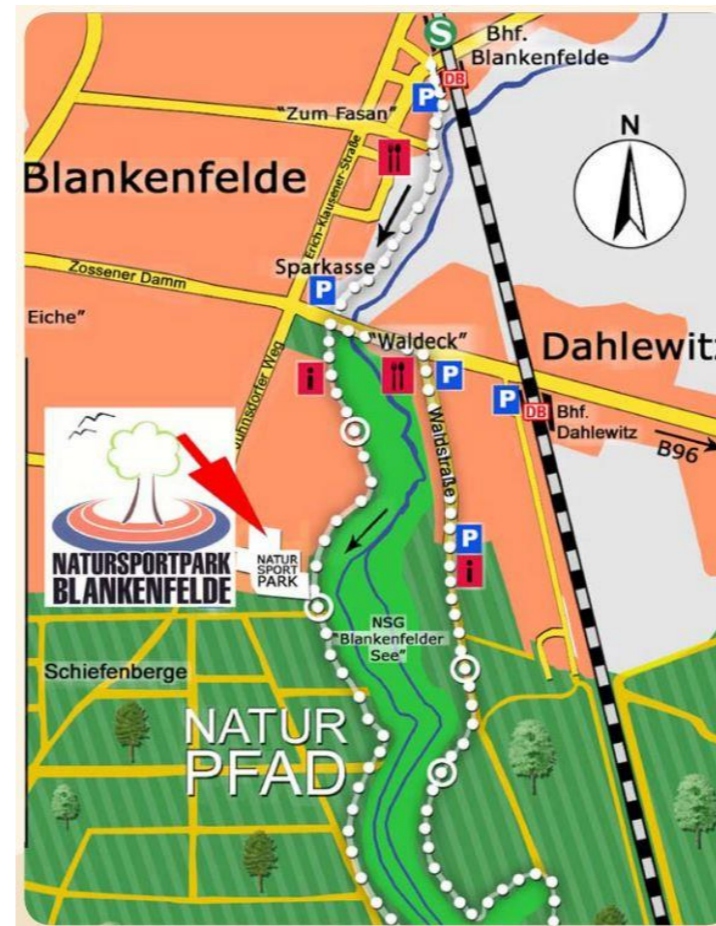 S
Bhf.
Blankenfelde
DB
P
"Zum Fasan"
N
Blankenfelde
Erich-Klausener-Straße
Zossener Damm
Sparkasse
P
Eiche"
"Waldeck"
Dahlewitz
i
P
P
DB
Bhf.
Dahlewitz
B96
Juhnsdorfer Weg
Waldstraße
NATURSPORTPARK
BLANKENFELDE
NATUR
SPORT
PARK
P
i
NSG
"Blankenfelder
See"
Schiefenberge
NATUR
PFAD